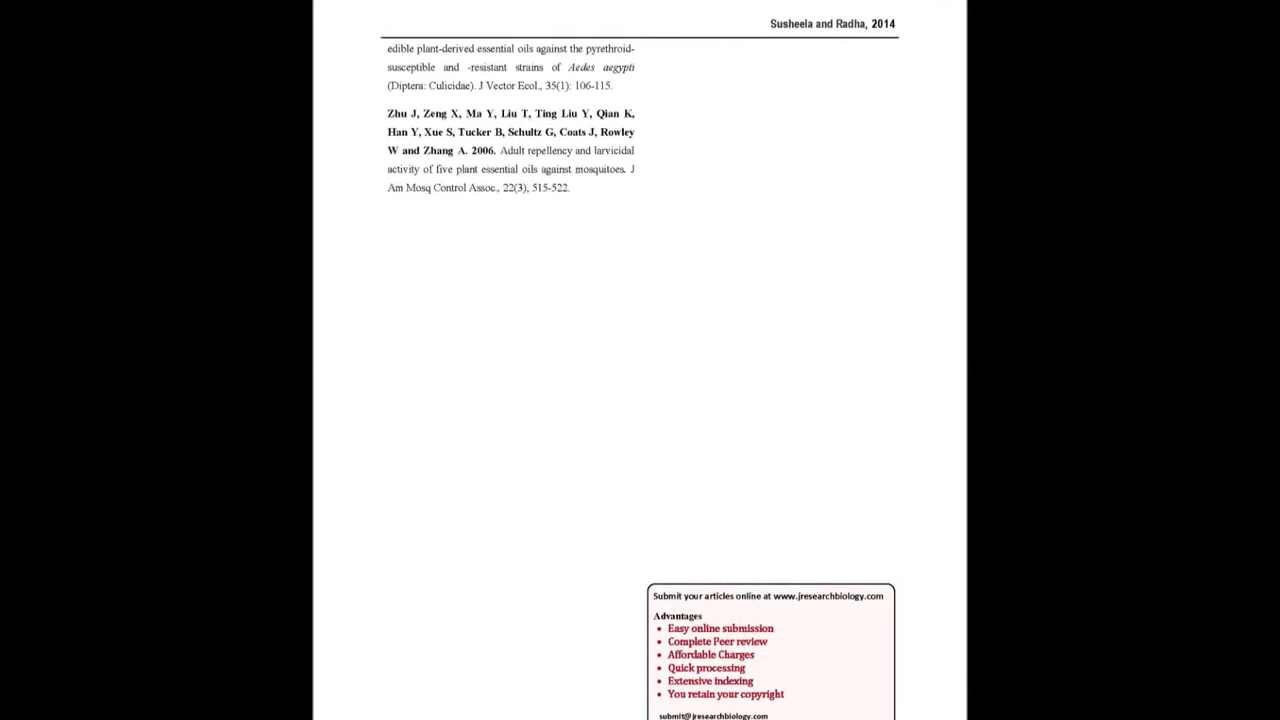 Susheela and Radha, 2014
edible plant-derived essential oils against the pyrethroid-
susceptible and -resistant strains of Aedes aegypti
(Diptera: Culicidae). J Vector Ecol., 35(1): 106-115.
Zhu J, Zeng X, Ma Y, Liu T, Ting Liu Y, Qian K,
Han Y, Xue S, Tucker B, Schultz G, Coats J, Rowley
W and Zhang A. 2006. Adult repellency and larvicidal
activity of five plant essential oils against mosquitoes. J
Am Mosq Control Assoc., 22(3), 515-522.
Submit your articles online at www.jresearchbiology.com
Advantages
• Easy online submission
• Complete Peer review
• Affordable Charges
• Quick processing
• Extensive indexing
• You retain your copyright
submit@jresearchbiology.com